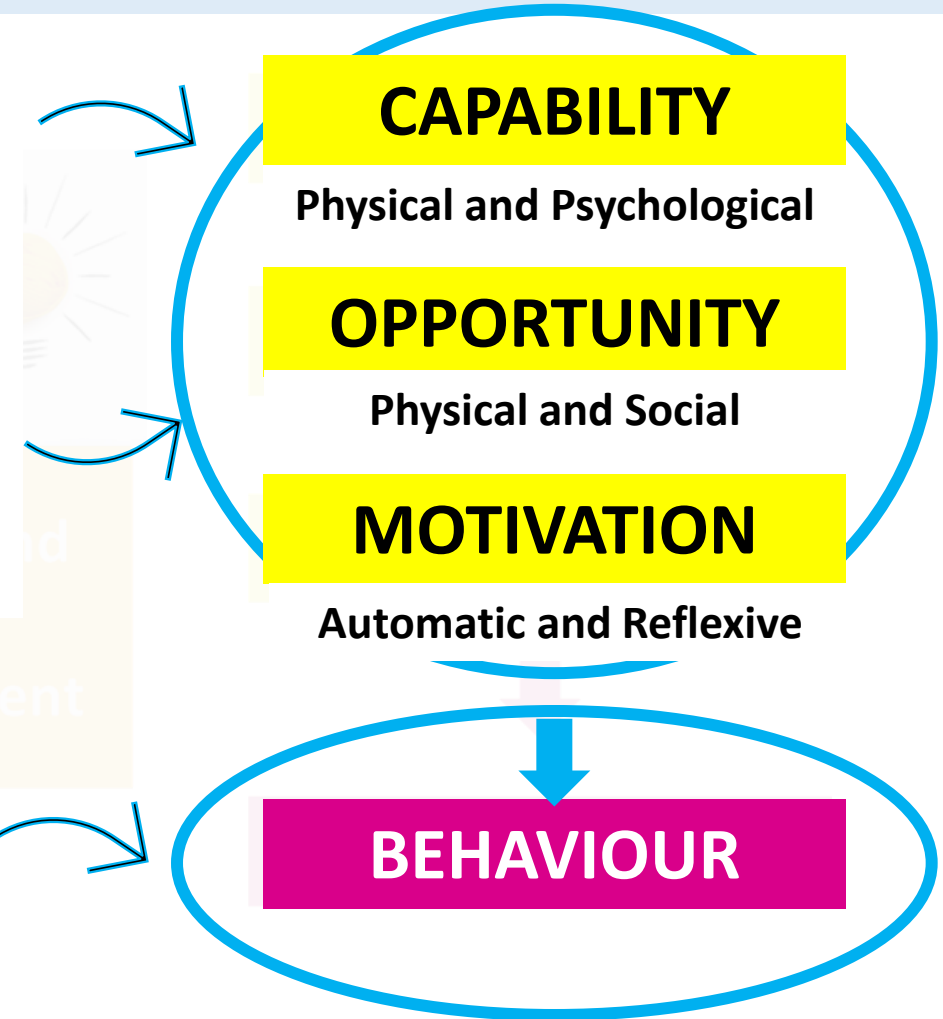 CAPABILITY
Physical and Psychological
OPPORTUNITY
Physical and Social
MOTIVATION
Automatic and Reflexive
BEHAVIOUR